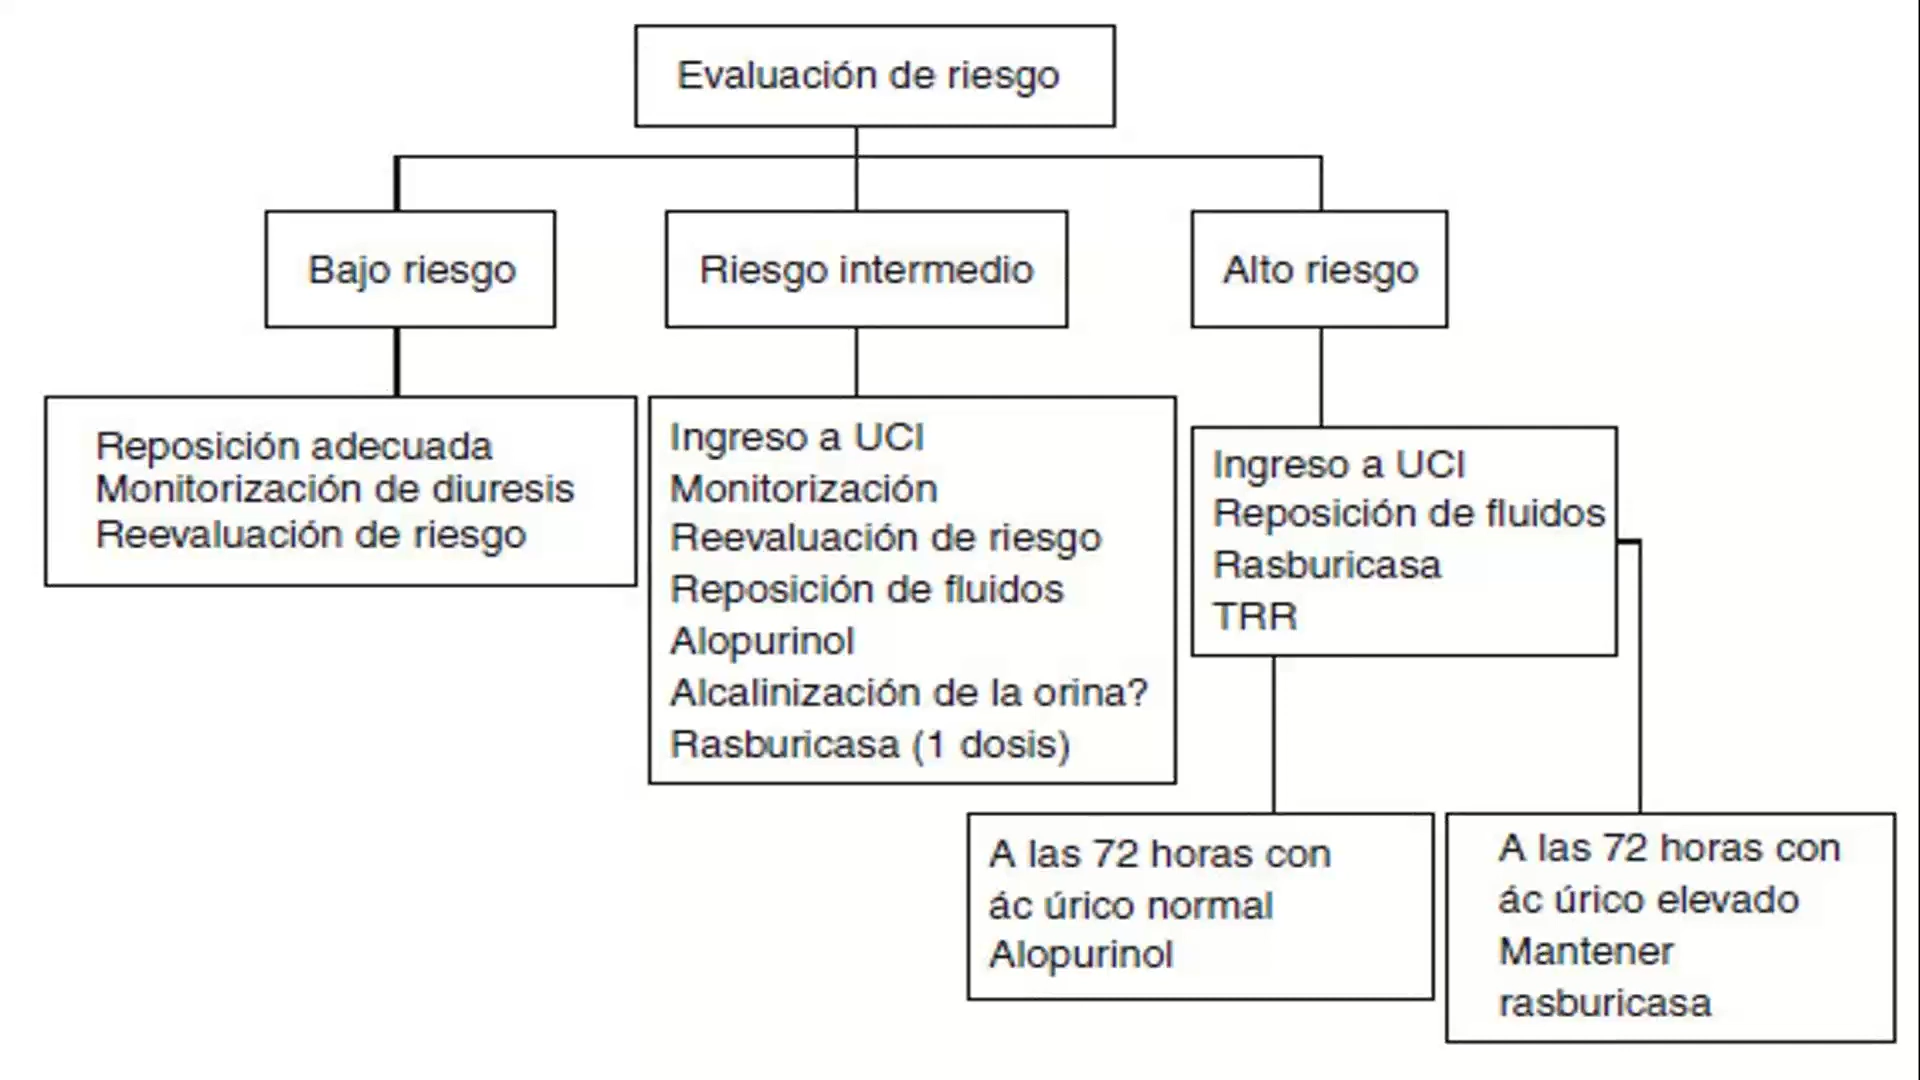 Evaluación de riesgo
Bajo riesgo
Riesgo intermedio
Alto riesgo
Reposición adecuada
Monitorización de diuresis
Reevaluación de riesgo
Ingreso a UCI
Monitorización
Reevaluación de riesgo
Reposición de fluidos
Alopurinol
Alcalinización de la orina?
Rasburicasa (1 dosis)
Ingreso a UCI
Reposición de fluidos
Rasburicasa
TRR
A las 72 horas con
ác úrico normal
Alopurinol
A las 72 horas con
ác úrico elevado
Mantener
rasburicasa